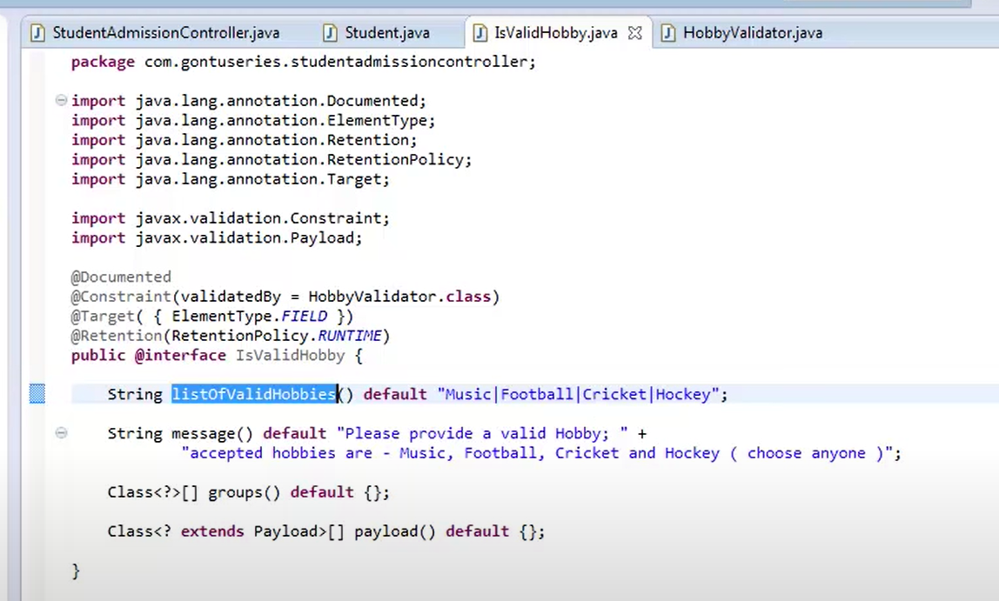 StudentAdmissionController.java Student.java IsValidHobby.java HobbyValidator.java
package com.gontuseries.studentadmissioncontroller;
import java.lang.annotation.Documented;
import java.lang.annotation.ElementType;
import java.lang.annotation.Retention;
import java.lang.annotation.RetentionPolicy;
import java.lang.annotation.Target;
import javax.validation.Constraint;
import javax.validation.Payload;
@Documented
@Constraint(validatedBy = HobbyValidator.class)
@Target( { ElementType.FIELD })
@Retention(RetentionPolicy.RUNTIME)
public @interface IsValidHobby {
String listOfValidHobbies() default "Music|Football|Cricket|Hockey";
String message() default "Please provide a valid Hobby; " +
"accepted hobbies are - Music, Football, Cricket and Hockey ( choose anyone )";
Class<?>[] groups() default {};
Class<? extends Payload>[] payload() default {};
}